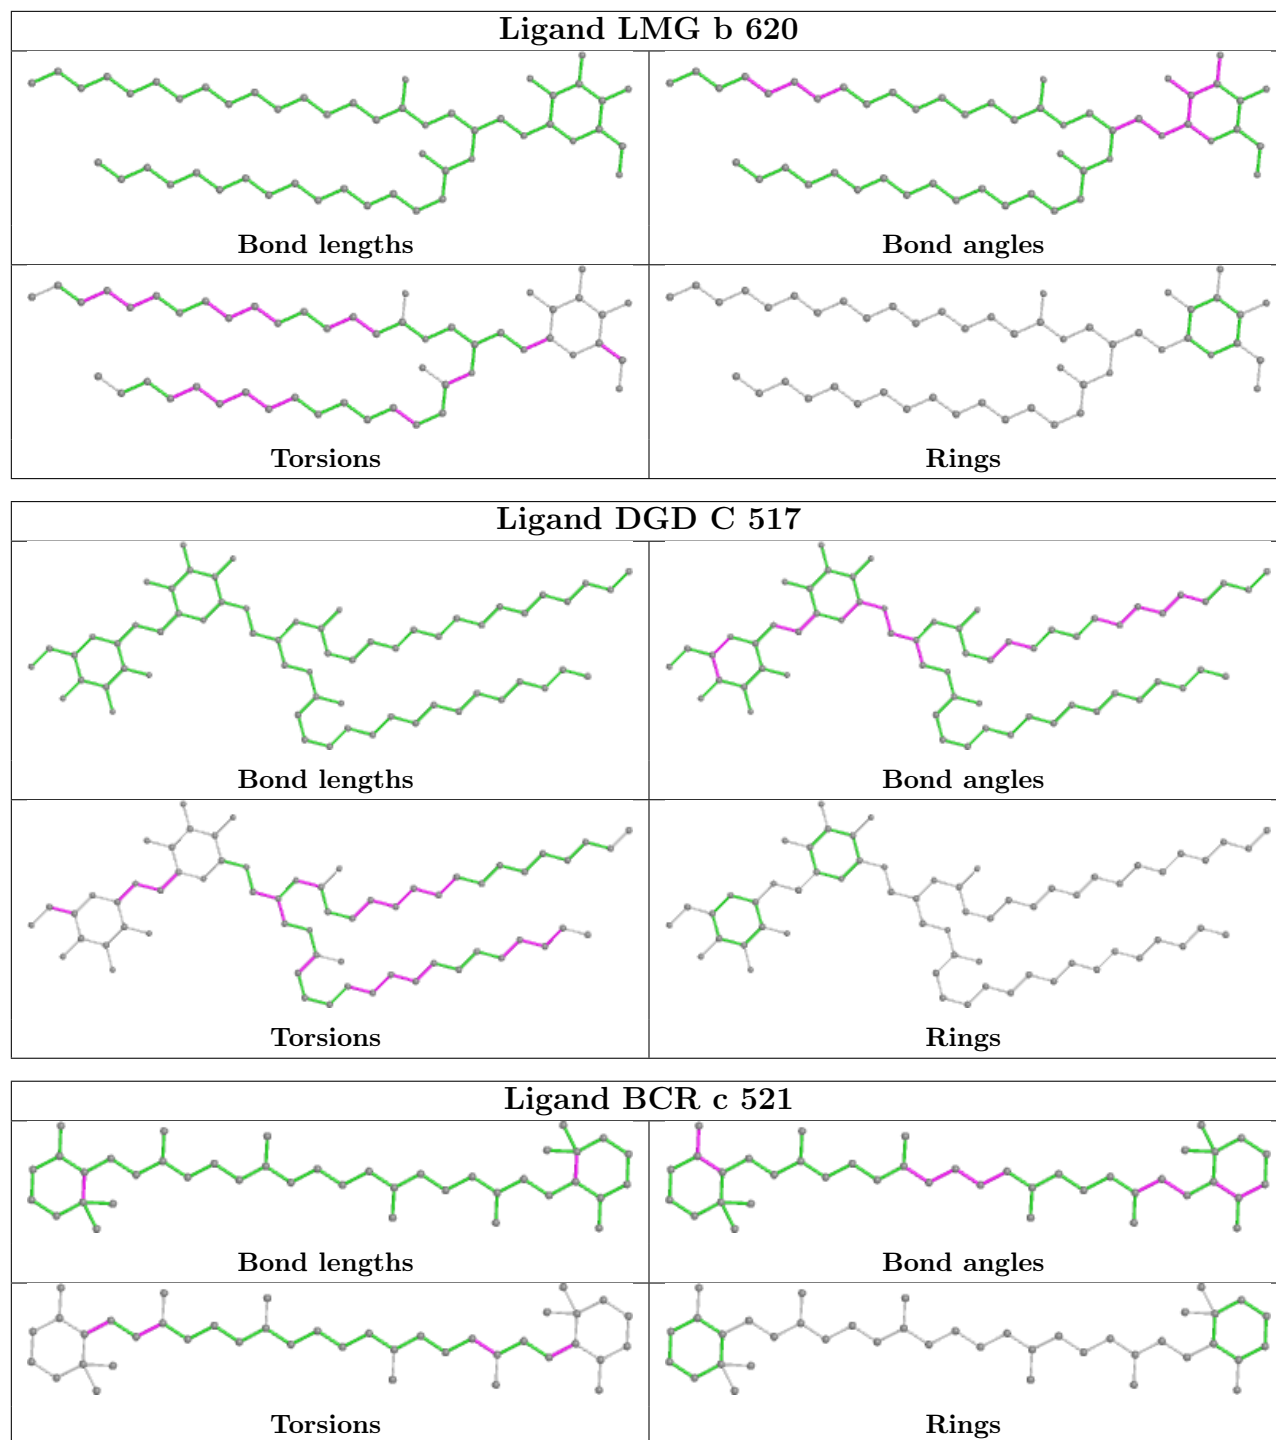 Ligand LMG b 620
Bond lengths
Bond angles
Torsions
Rings
Ligand DGD C 517
Bond lengths
Bond angles
Torsions
Rings
Ligand BCR c 521
Bond lengths
Bond angles
Torsions
Rings